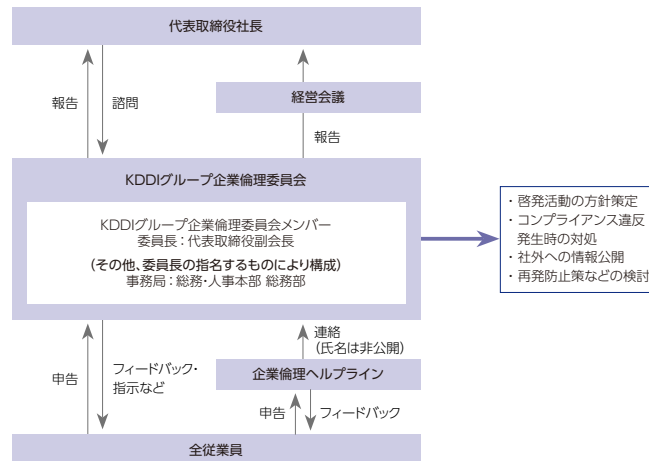 代表取締役社長
報告
諮問
経営会議
報告
KDDIグループ企業倫理委員会
KDDIグループ企業倫理委員会メンバー
委員長：代表取締役副会長
(その他、委員長の指名するものにより構成)
事務局：総務・人事本部 総務部
・啓発活動の方針策定
・コンプライアンス違反
発生時の対処
・社外への情報公開
・再発防止策などの検討
申告
フィードバック・
指示など
連絡
(氏名は非公開)
企業倫理ヘルプライン
申告
フィードバック
全従業員